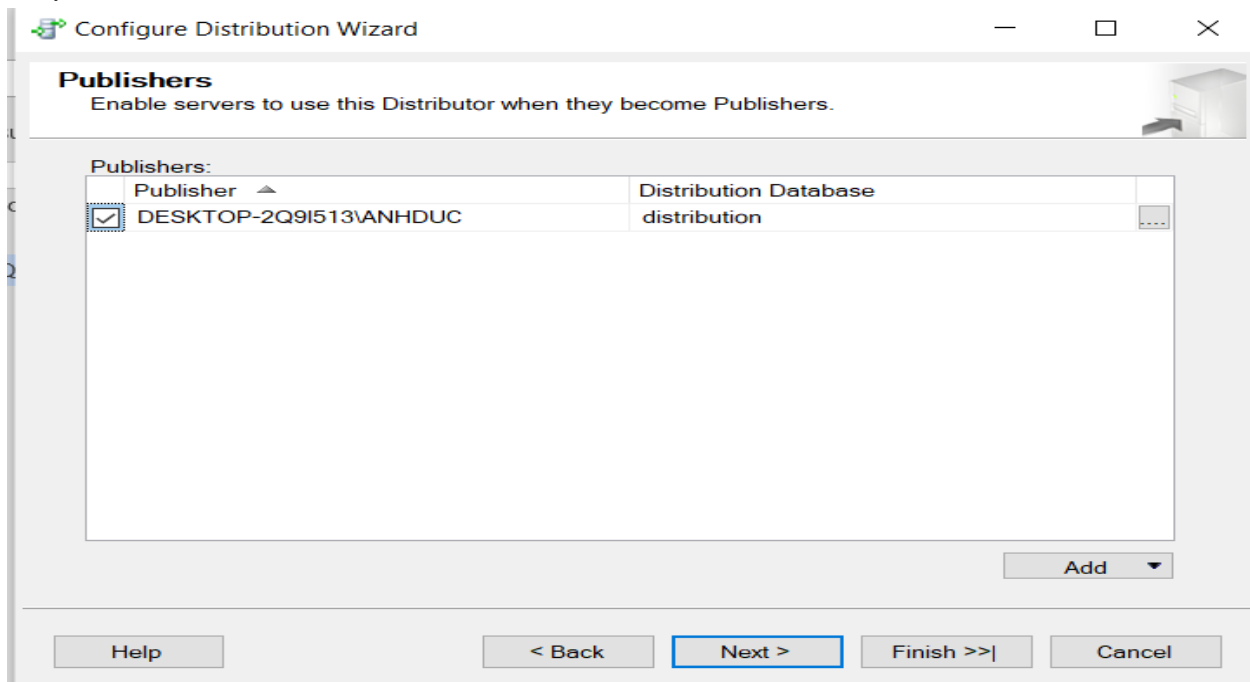 Configure Distribution Wizard
Publishers
Enable servers to use this Distributor when they become Publishers.
Publishers:
Publisher Distribution Database
DESKTOP-2Q9I513\ANHDUC distribution
....
Add
Help < Back Next > Finish >>| Cancel